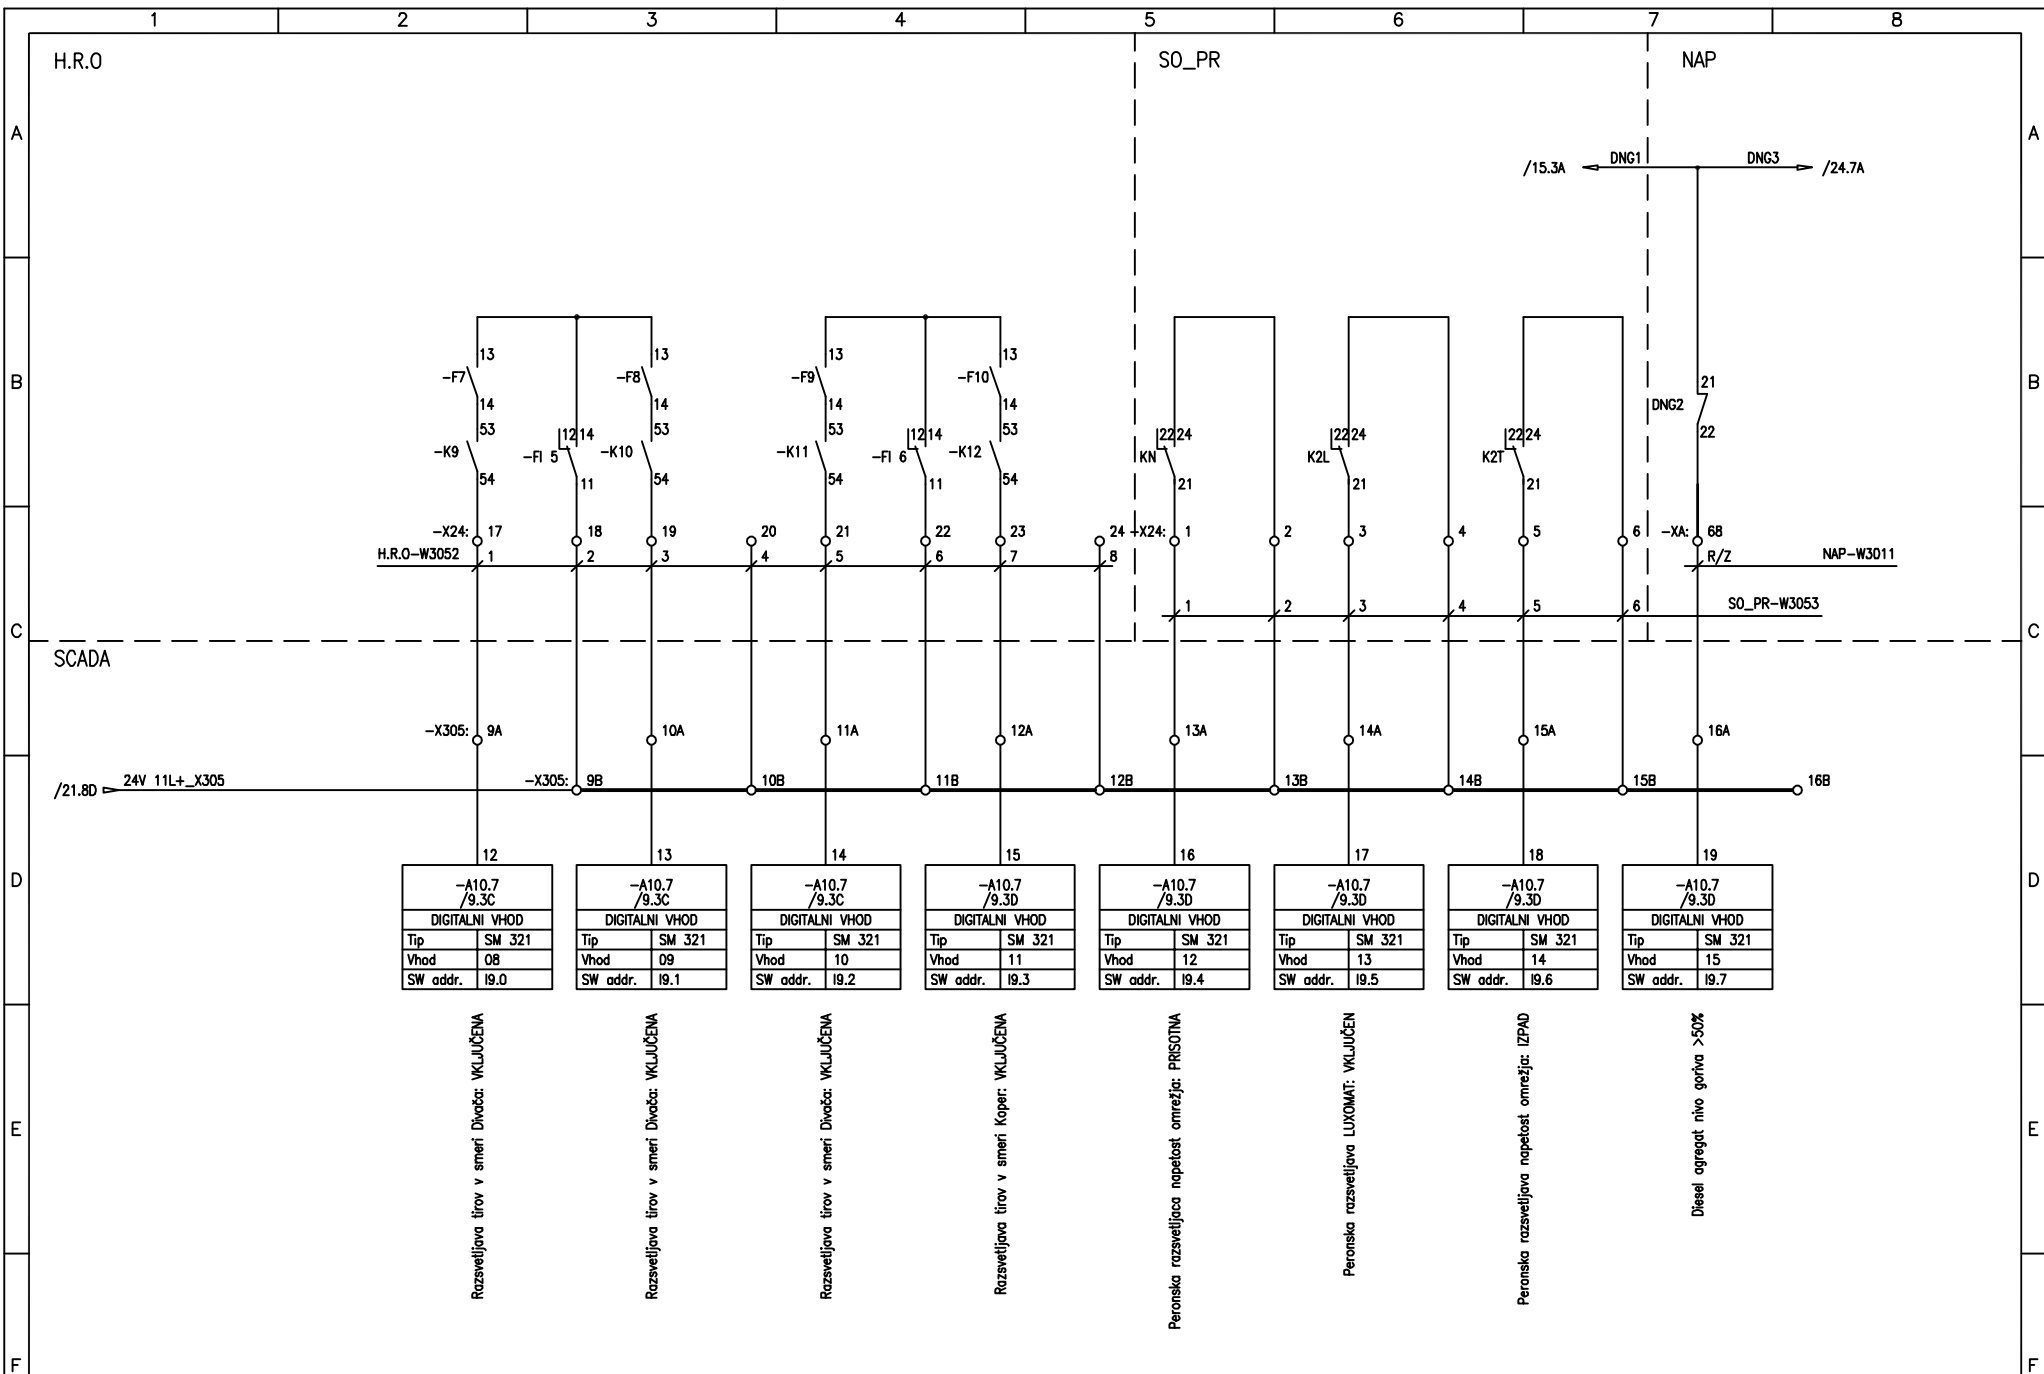 1 2 3 4 5 6 7 8
H.R.O SO_PR NAP
A A
/15.3A DNG1 DNG3 /24.7A
13 13 13 13
-F7 -F8 -F9 -F10
B B
21
14 14 14 14
DNG2
53 12 14 53 53 12 14 53 22 24 22 24 22 24 22
-K9 -FI 5 -K10 -K11 -FI 6 -K12 KN K2L K2T
54 11 54 54 11 54 21 21 21
-X24: 17 18 19 20 21 22 23 24 -X24: 1 2 3 4 5 6 -XA: 68
H.R.O-W3052 1 2 3 4 5 6 7 8 R/Z NAP-W3011
1 2 3 4 5 6 SO_PR-W3053
C C
SCADA
-X305: 9A 10A 11A 12A 13A 14A 15A 16A
/21.8D 24V 11L+_X305 -X305: 9B 10B 11B 12B 13B 14B 15B 16B
12 13 14 15 16 17 18 19
D D
-A10.7 -A10.7 -A10.7 -A10.7 -A10.7 -A10.7 -A10.7 -A10.7
/9.3C /9.3C /9.3C /9.3D /9.3D /9.3D /9.3D /9.3D
DIGITALNI VHOD DIGITALNI VHOD DIGITALNI VHOD DIGITALNI VHOD DIGITALNI VHOD DIGITALNI VHOD DIGITALNI VHOD DIGITALNI VHOD
Tip SM 321 Tip SM 321 Tip SM 321 Tip SM 321 Tip SM 321 Tip SM 321 Tip SM 321 Tip SM 321
Vhod 08 Vhod 09 Vhod 10 Vhod 11 Vhod 12 Vhod 13 Vhod 14 Vhod 15
SW addr. I9.0 SW addr. I9.1 SW addr. I9.2 SW addr. I9.3 SW addr. I9.4 SW addr. I9.5 SW addr. I9.6 SW addr. I9.7
E E
Razsvetljava tirov v smeri Divača: VKLJUČENA
Razsvetljava tirov v smeri Divača: VKLJUČENA
Razsvetljava tirov v smeri Divača: VKLJUČENA
Razsvetljava tirov v smeri Koper: VKLJUČENA
Peronska razsvetljaca napetost omrežja: PRISOTNA
Peronska razsvetljava LUXOMAT: VKLJUČEN
Peronska razsvetljava napetost omrežja: IZPAD
Diesel agregat nivo goriva >50%
F F